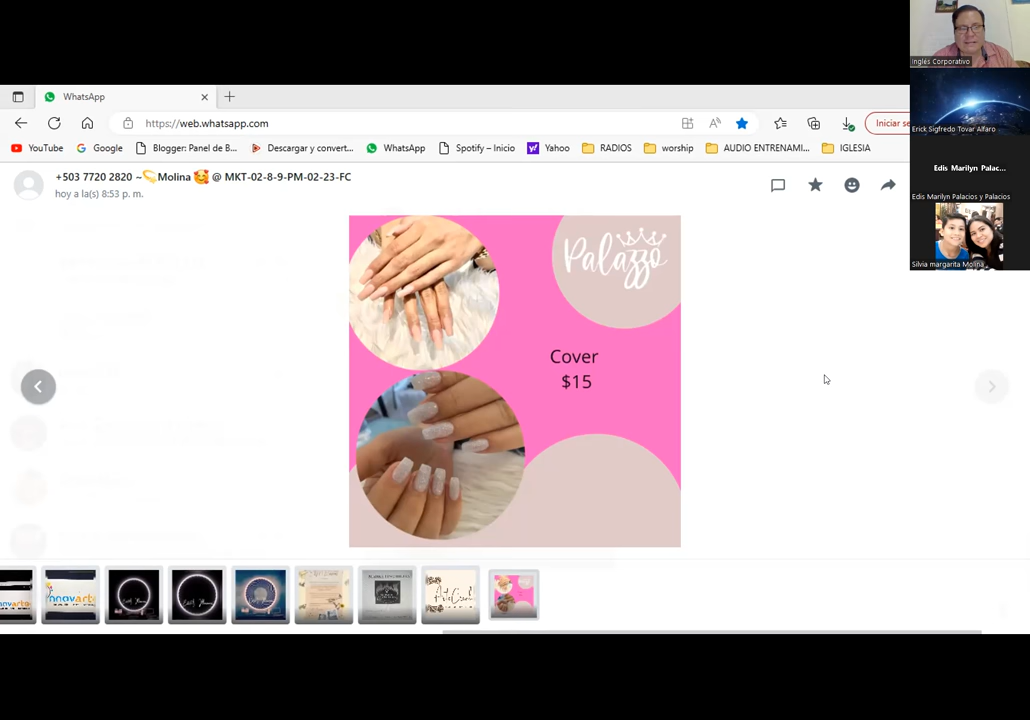 WhatsApp
https://web.whatsapp.com
Iniciar se
YouTube
Google
Blogger: Panel de B...
Descargar y convert...
WhatsApp
Spotify – Inicio
Yahoo
RADIOS
worship
AUDIO ENTRENAMI...
IGLESIA
+503 7720 2820 ~💫Molina 🥰 @ MKT-02-8-9-PM-02-23-FC
hoy a la(s) 8:53 p. m.
Palazzo
Cover
$15
Inglés Corporativo
Erick Sigfredo Tovar Alfaro
Edis Marilyn Palac...
Edis Marilyn Palacios y Palacios
Silvia margarita Molina